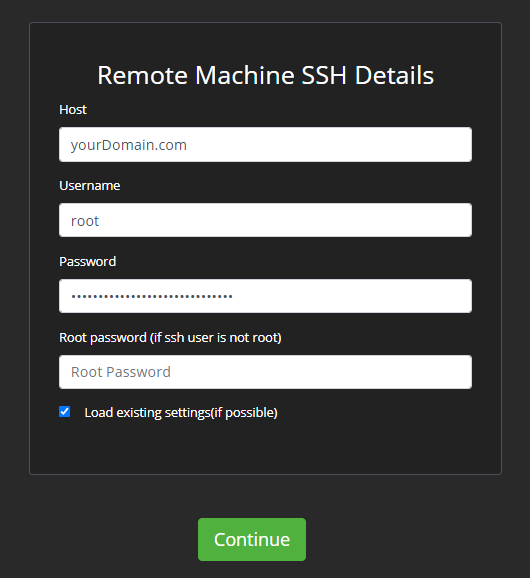 Remote Machine SSH Details
Host
yourDomain.com
Username
root
Password
••••••••••••••••••••••••••••••
Root password (if ssh user is not root)
Root Password
Load existing settings(if possible)
Continue